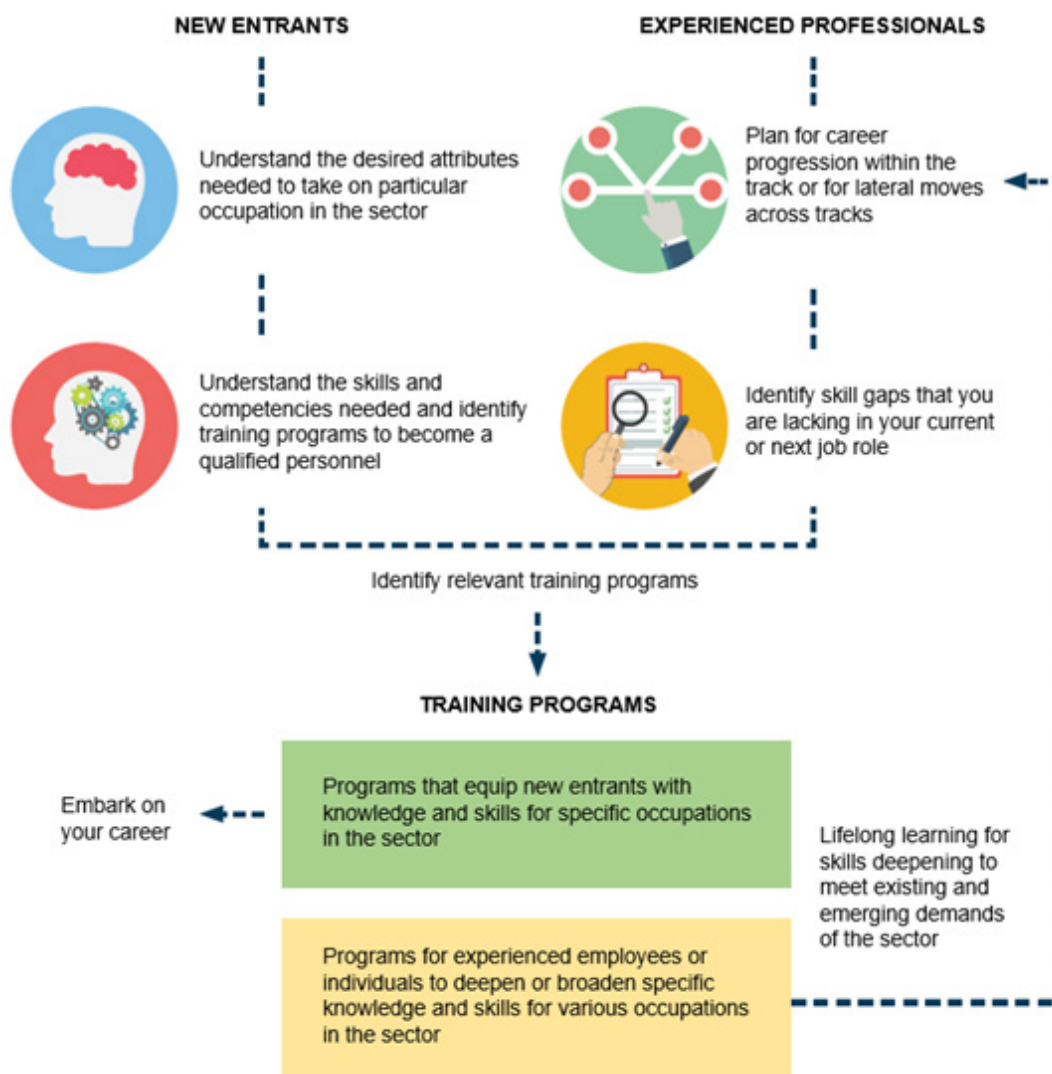 NEW ENTRANTS
Understand the desired attributes
needed to take on particular
occupation in the sector
Understand the skills and
competencies needed and identify
training programs to become a
qualified personnel
EXPERIENCED PROFESSIONALS
Plan for career
progression within the
track or for lateral moves
across tracks
Identify skill gaps that you
are lacking in your current
or next job role
Identify relevant training programs
TRAINING PROGRAMS
Programs that equip new entrants with
knowledge and skills for specific occupations
in the sector
Embark on
your career
Programs for experienced employees or
individuals to deepen or broaden specific
knowledge and skills for various occupations
in the sector
Lifelong learning for
skills deepening to
meet existing and
emerging demands
of the sector